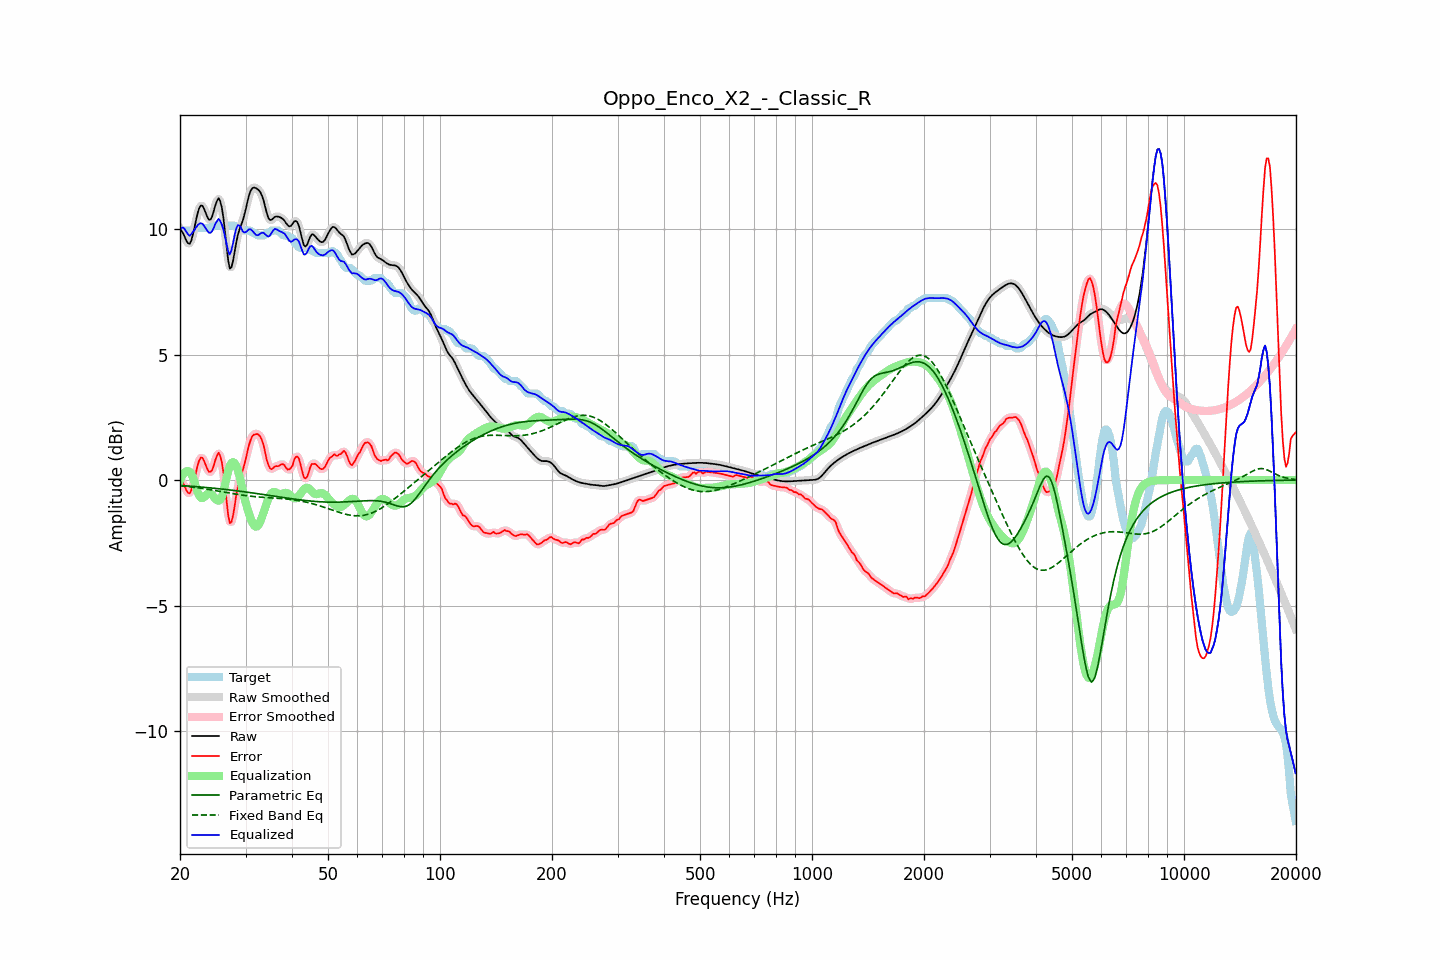 Oppo_Enco_X2_-_Classic_R
Amplitude (dBr)
10
5
0
−5
−10
Target
Raw Smoothed
Error Smoothed
Raw
Error
Equalization
Parametric Eq
Fixed Band Eq
Equalized
20 50 100 200 500 1000 2000 5000 10000 20000
Frequency (Hz)